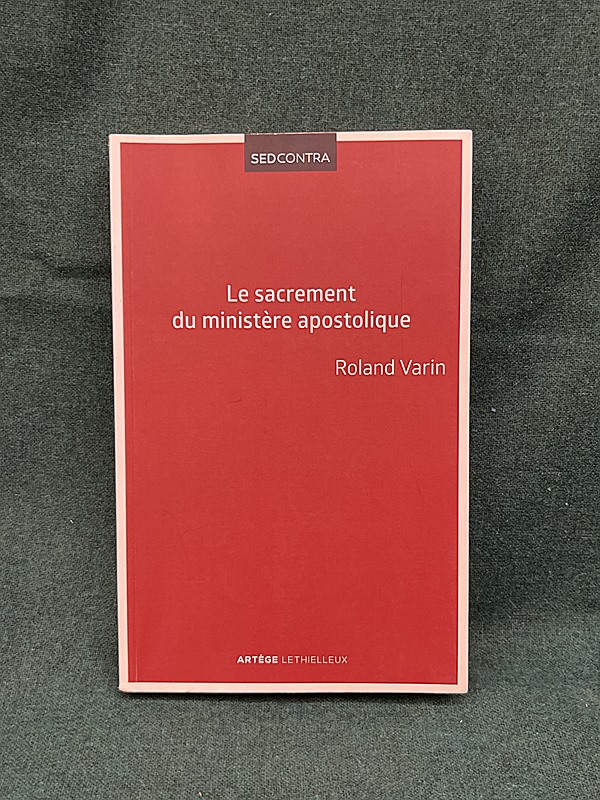 SEDCONTRA
Le sacrement
du ministère apostolique
Roland Varin
ARTÈGE LETHIELLEUX